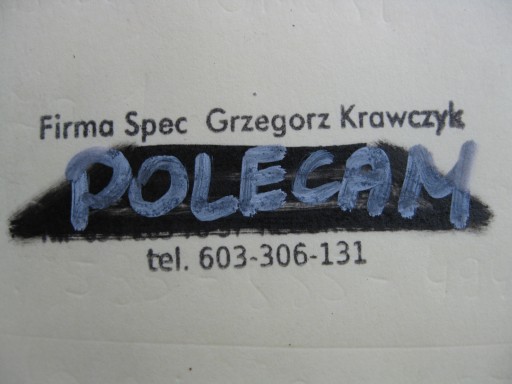 Firma Spec Grzegorz Krawczyk
POLECAM
tel. 603-306-131